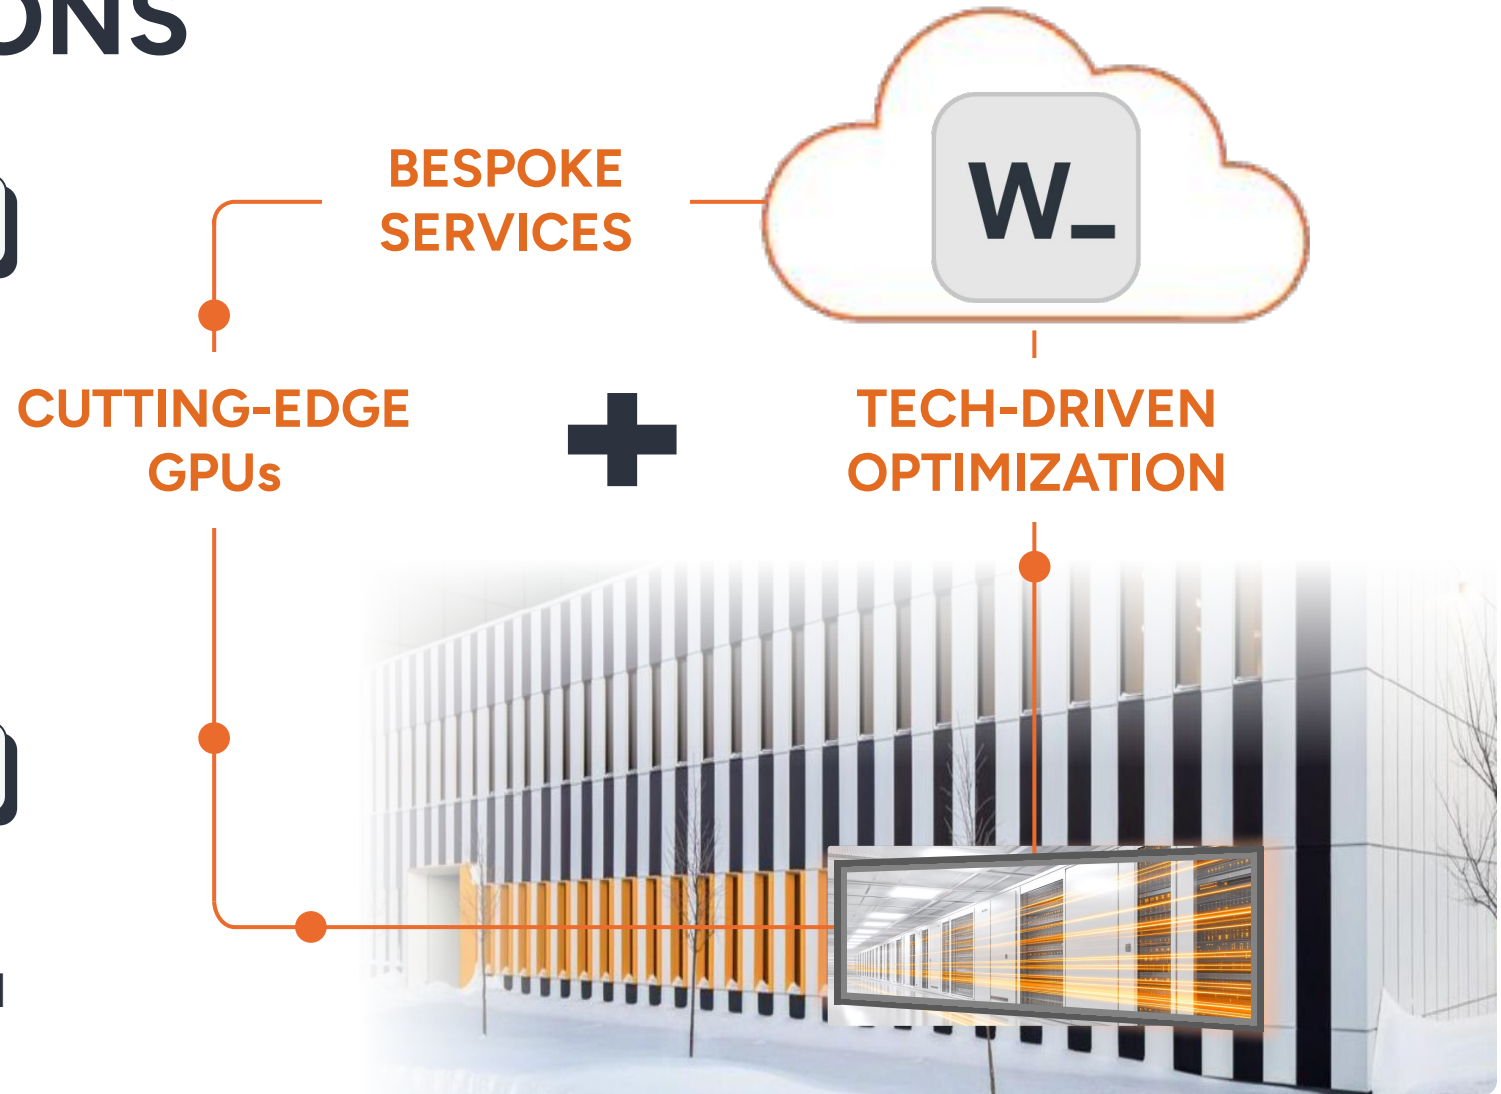 ONS
BESPOKE
SERVICES
W_
CUTTING-EDGE
GPUs
TECH-DRIVEN
OPTIMIZATION